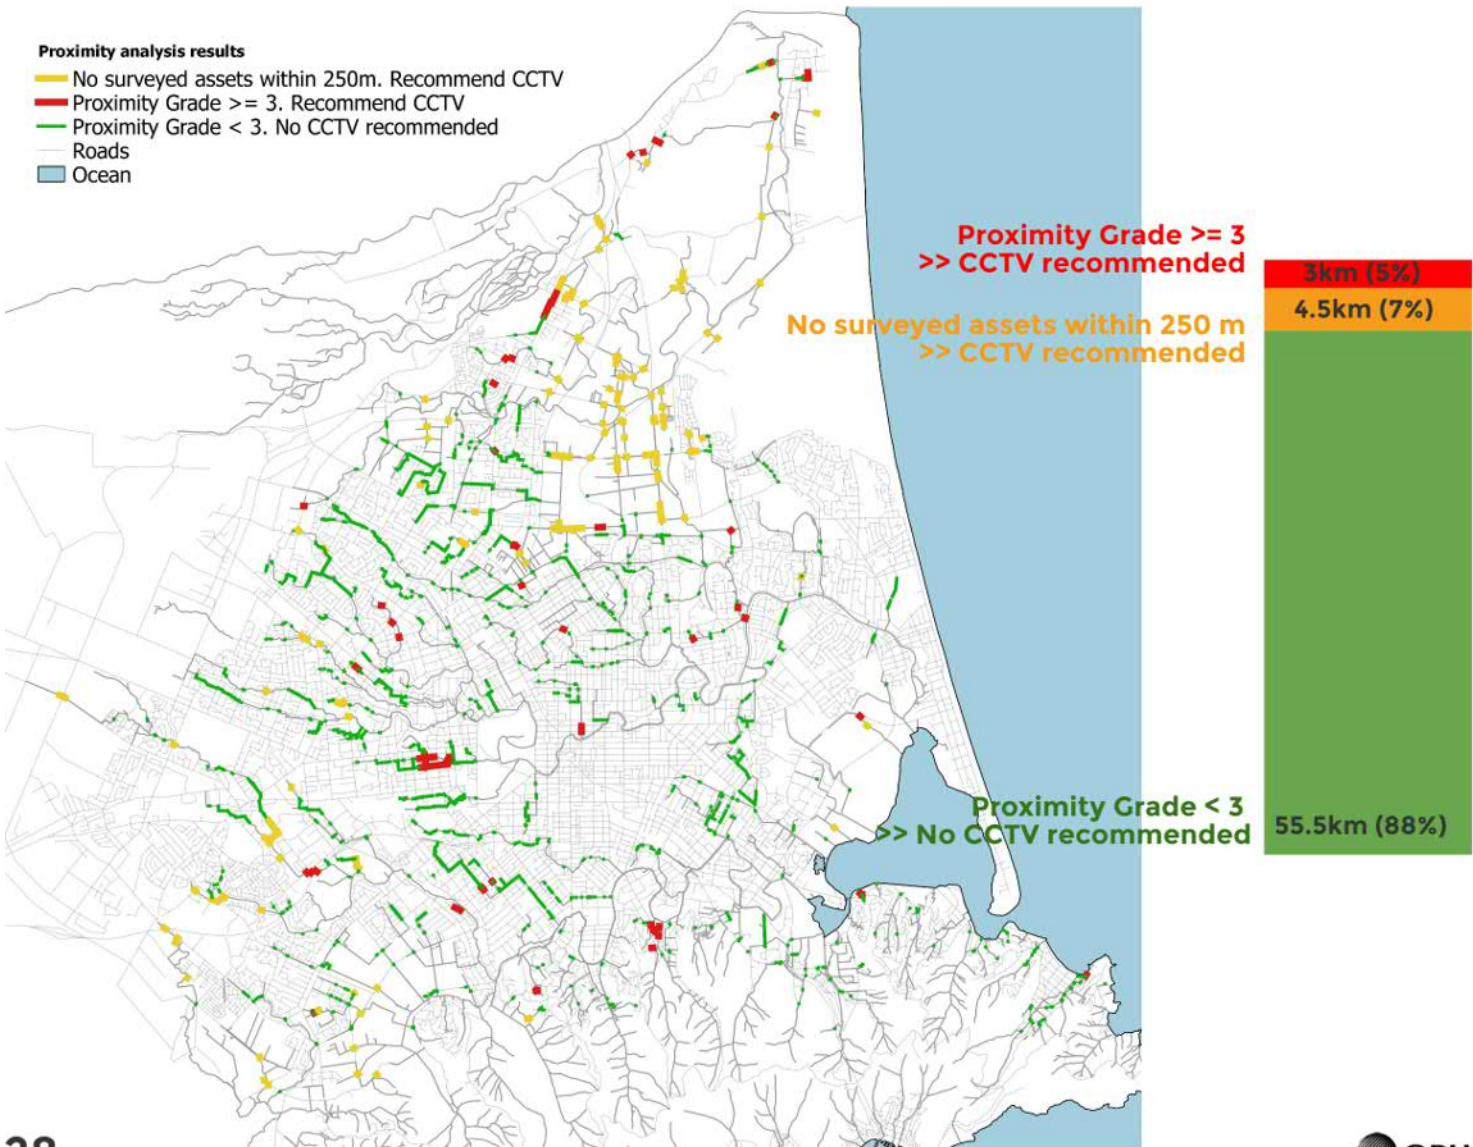 Proximity analysis results
No surveyed assets within 250m. Recommend CCTV
Proximity Grade >= 3. Recommend CCTV
Proximity Grade < 3. No CCTV recommended
Roads
Ocean
Proximity Grade >= 3
>> CCTV recommended
3km (5%)
No surveyed assets within 250 m
>> CCTV recommended
4.5km (7%)
Proximity Grade < 3
>> No CCTV recommended
55.5km (88%)